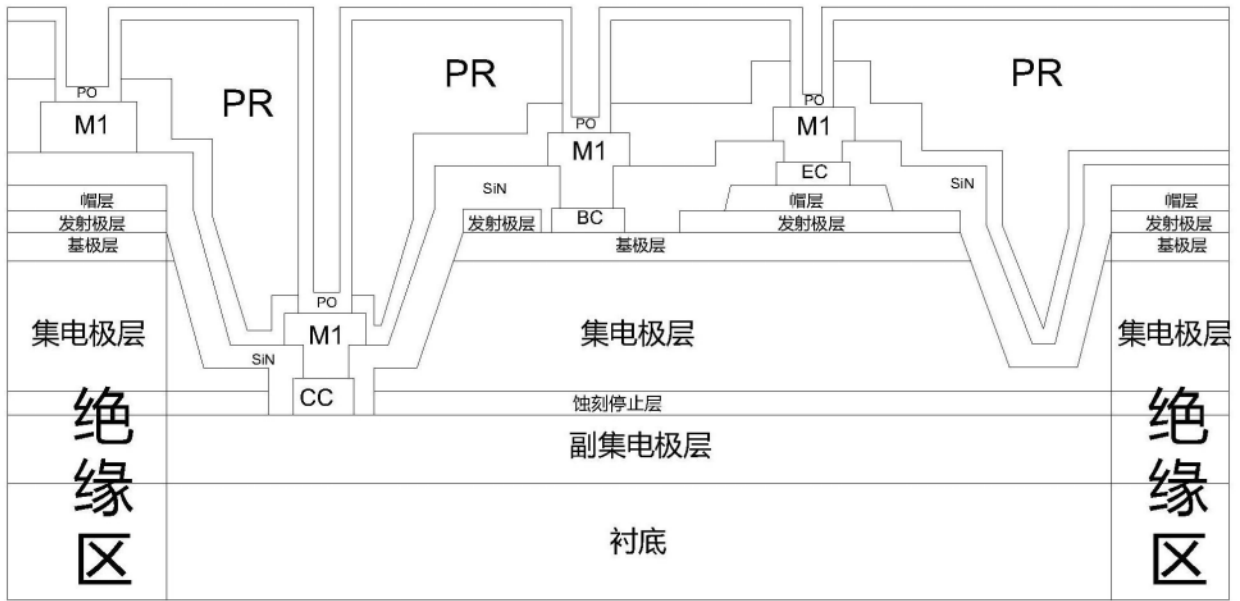 PR
PR
PR
PO
M1
PO
M1
PO
M1
PO
M1
EC
BC
CC
SiN
SiN
SiN
帽层
发射极层
基极层
帽层
发射极层
发射极层
基极层
帽层
发射极层
基极层
集电极层
集电极层
集电极层
蚀刻停止层
副集电极层
衬底
绝缘区
绝缘区